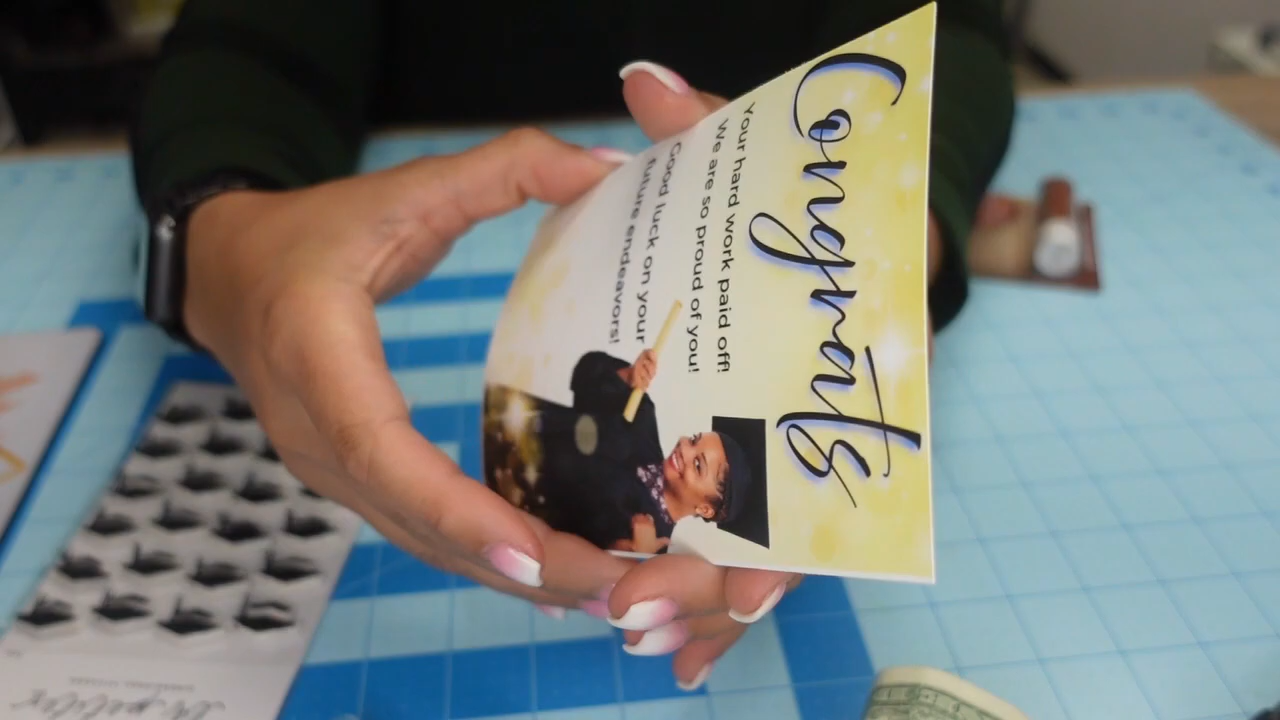 Congrats
Your hard work paid off!
We are so proud of you!
Good luck on your
future endeavors!